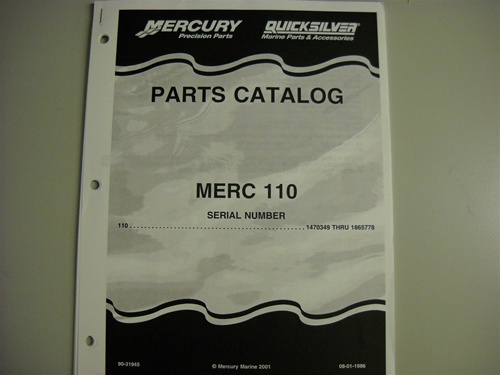 MERCURY
Precision Parts
QUICKSILVER
Marine Parts & Accessories
PARTS CATALOG
MERC 110
SERIAL NUMBER
110 . . . . . . . . . . . . . . . . . . . . . . . . . . . . . . . . . . . 1470349 THRU 1865778
90-31945
© Mercury Marine 2001
08-01-1986